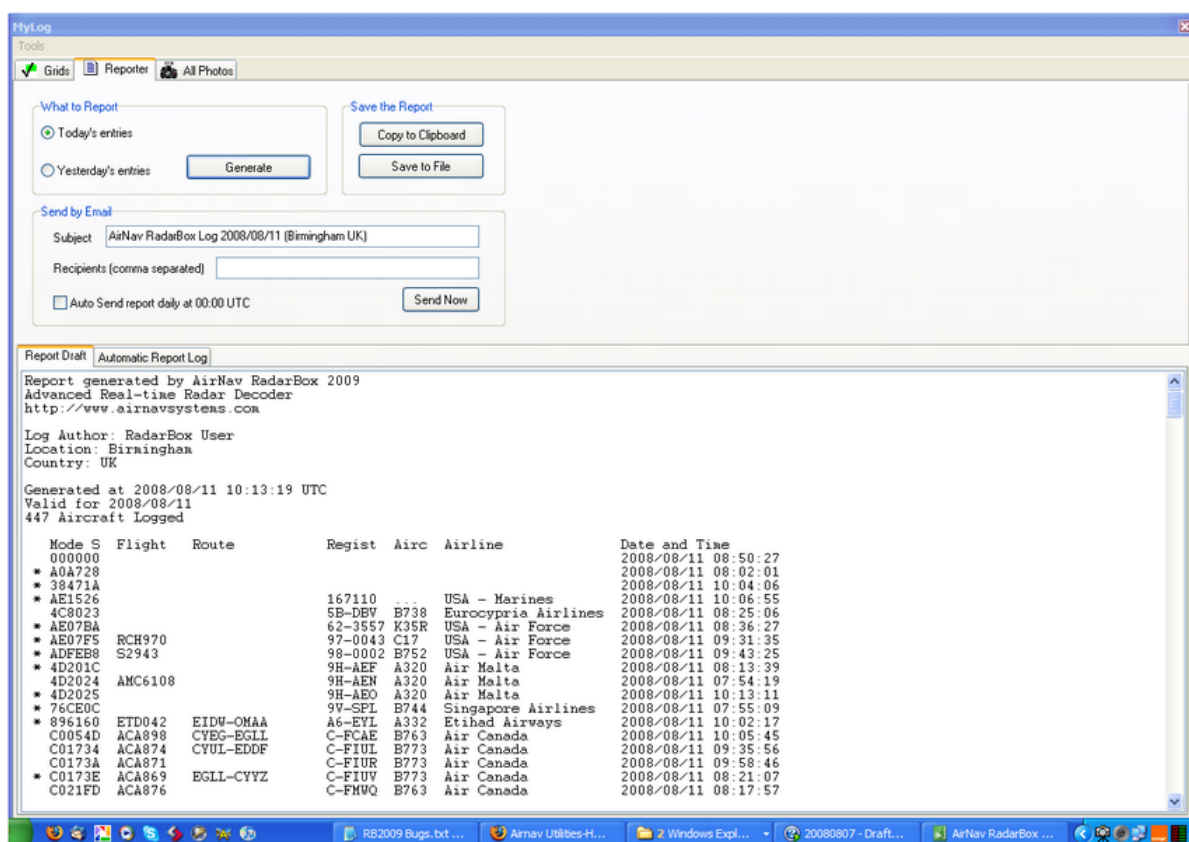 MyLog
Tools
Grids Reporter All Photos
What to Report
Today's entries
Yesterday's entries
Generate
Save the Report
Copy to Clipboard
Save to File
Send by Email
Subject AirNav RadarBox Log 2008/08/11 (Birmingham UK)
Recipients (comma separated)
Auto Send report daily at 00:00 UTC
Send Now
Report Draft Automatic Report Log
Report generated by AirNav RadarBox 2009
Advanced Real-time Radar Decoder
http://www.airnavsystems.com
Log Author: RadarBox User
Location: Birmingham
Country: UK
Generated at 2008/08/11 10:13:19 UTC
Valid for 2008/08/11
447 Aircraft Logged
Mode S Flight Route Regist Airc Airline Date and Time
000000 2008/08/11 08:50:27
* A0A728 2008/08/11 08:02:01
* 38471A 2008/08/11 10:04:06
* AE1526 167110 ... USA - Marines 2008/08/11 10:06:55
4C8023 5B-DBV B738 Eurocypria Airlines 2008/08/11 08:25:06
* AE07BA 62-3557 K35R USA - Air Force 2008/08/11 08:36:27
* AE07F5 RCH970 97-0043 C17 USA - Air Force 2008/08/11 09:31:35
* ADFEB8 S2943 98-0002 B752 USA - Air Force 2008/08/11 09:43:25
* 4D201C 9H-AEF A320 Air Malta 2008/08/11 08:13:39
4D2024 AMC6108 9H-AEN A320 Air Malta 2008/08/11 07:54:19
* 4D2025 9H-AEO A320 Air Malta 2008/08/11 10:13:11
* 76CE0C 9V-SPL B744 Singapore Airlines 2008/08/11 07:55:09
* 896160 ETD042 EIDW-OMAA A6-EYL A332 Etihad Airways 2008/08/11 10:02:17
C0054D ACA898 CYEG-EGLL C-FCAE B763 Air Canada 2008/08/11 10:05:45
C01734 ACA874 CYUL-EDDF C-FIUL B773 Air Canada 2008/08/11 09:35:56
C0173A ACA871 C-FIUR B773 Air Canada 2008/08/11 09:58:46
* C0173E ACA869 EGLL-CYYZ C-FIUV B773 Air Canada 2008/08/11 08:21:07
C021FD ACA876 C-FMWQ B763 Air Canada 2008/08/11 08:17:57
RB2009 Bugs.txt ... Airnav Utilities-H... 2 Windows Expl... 20080807 - Draft... AirNav RadarBox ...